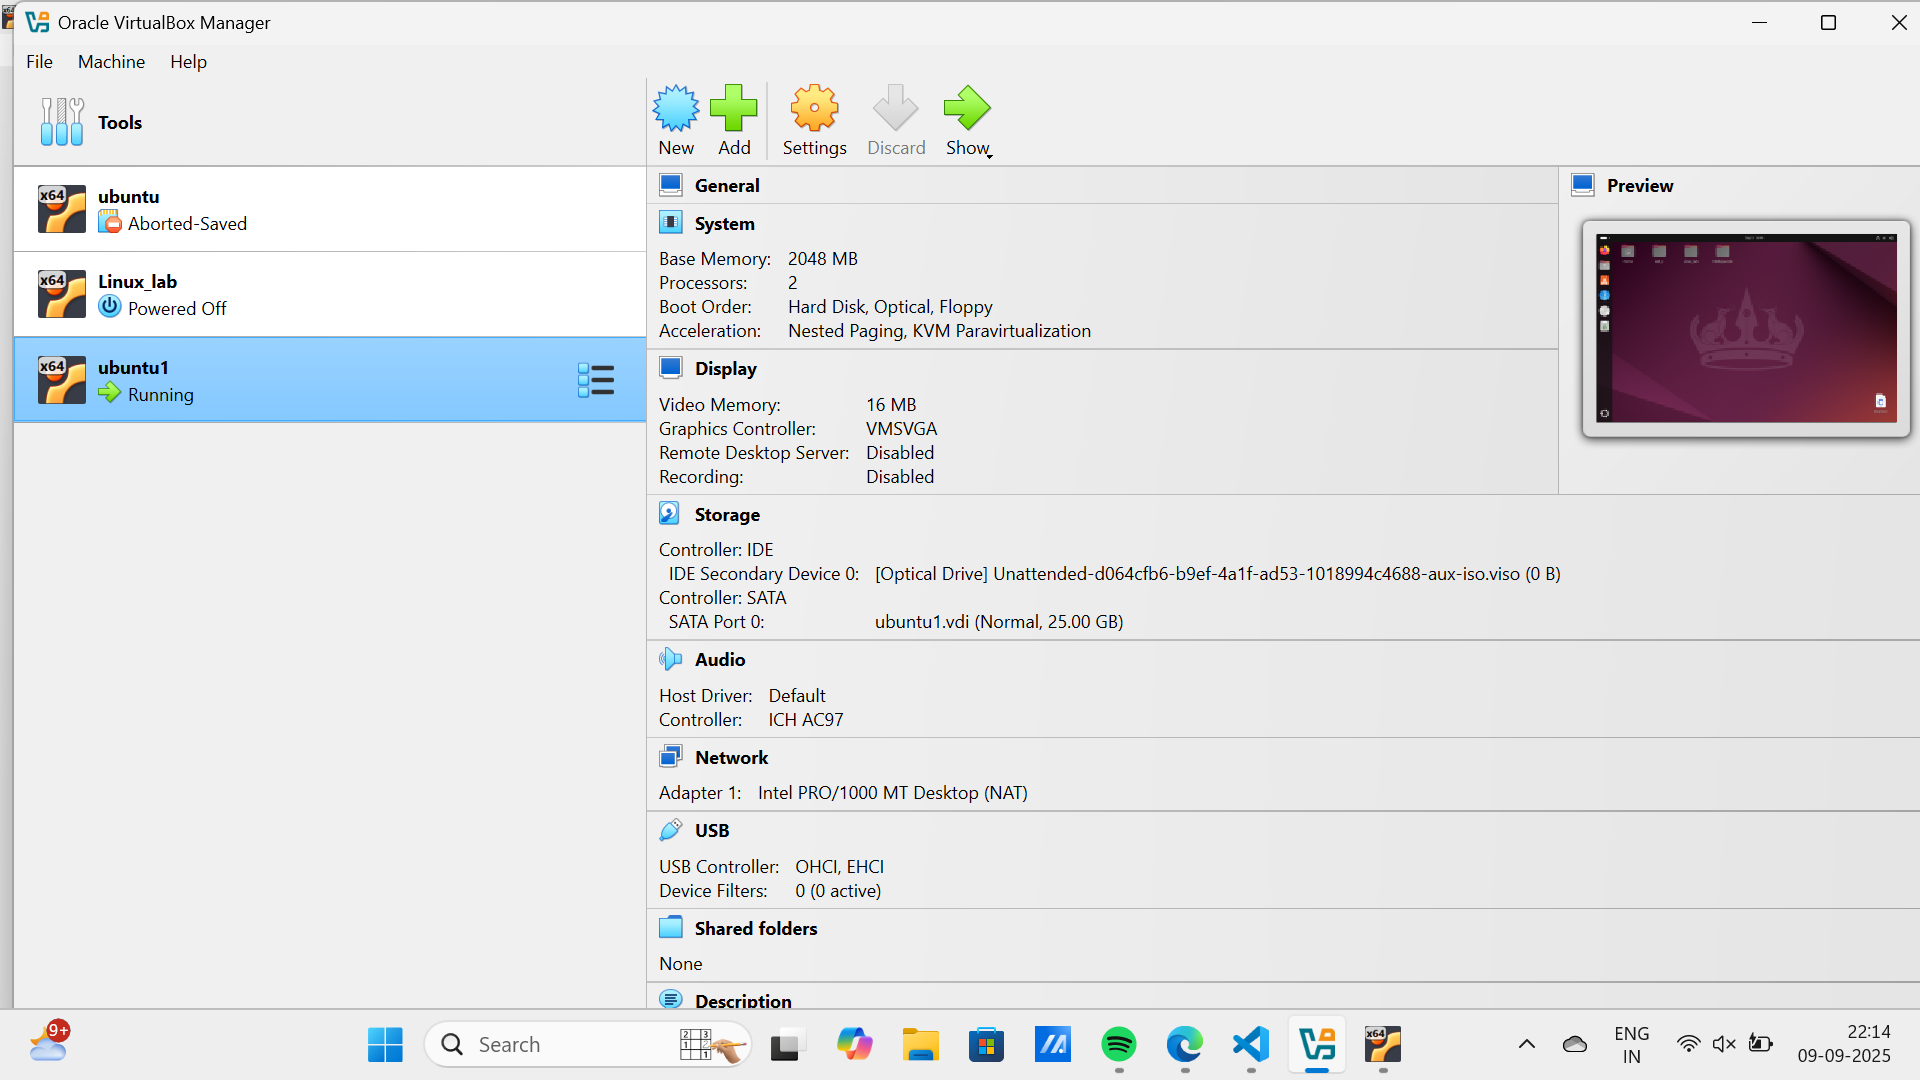 Oracle VirtualBox Manager
File Machine Help
Tools
New Add Settings Discard Show
x64
ubuntu
Aborted-Saved
x64
Linux_lab
Powered Off
x64
ubuntu1
Running
General
System
Base Memory: 2048 MB
Processors: 2
Boot Order: Hard Disk, Optical, Floppy
Acceleration: Nested Paging, KVM Paravirtualization
Preview
Display
Video Memory: 16 MB
Graphics Controller: VMSVGA
Remote Desktop Server: Disabled
Recording: Disabled
Storage
Controller: IDE
IDE Secondary Device 0: [Optical Drive] Unattended-d064cfb6-b9ef-4a1f-ad53-1018994c4688-aux-iso.viso (0 B)
Controller: SATA
SATA Port 0: ubuntu1.vdi (Normal, 25.00 GB)
Audio
Host Driver: Default
Controller: ICH AC97
Network
Adapter 1: Intel PRO/1000 MT Desktop (NAT)
USB
USB Controller: OHCI, EHCI
Device Filters: 0 (0 active)
Shared folders
None
Description
9+
Search
x64
ENG
IN
22:14
09-09-2025